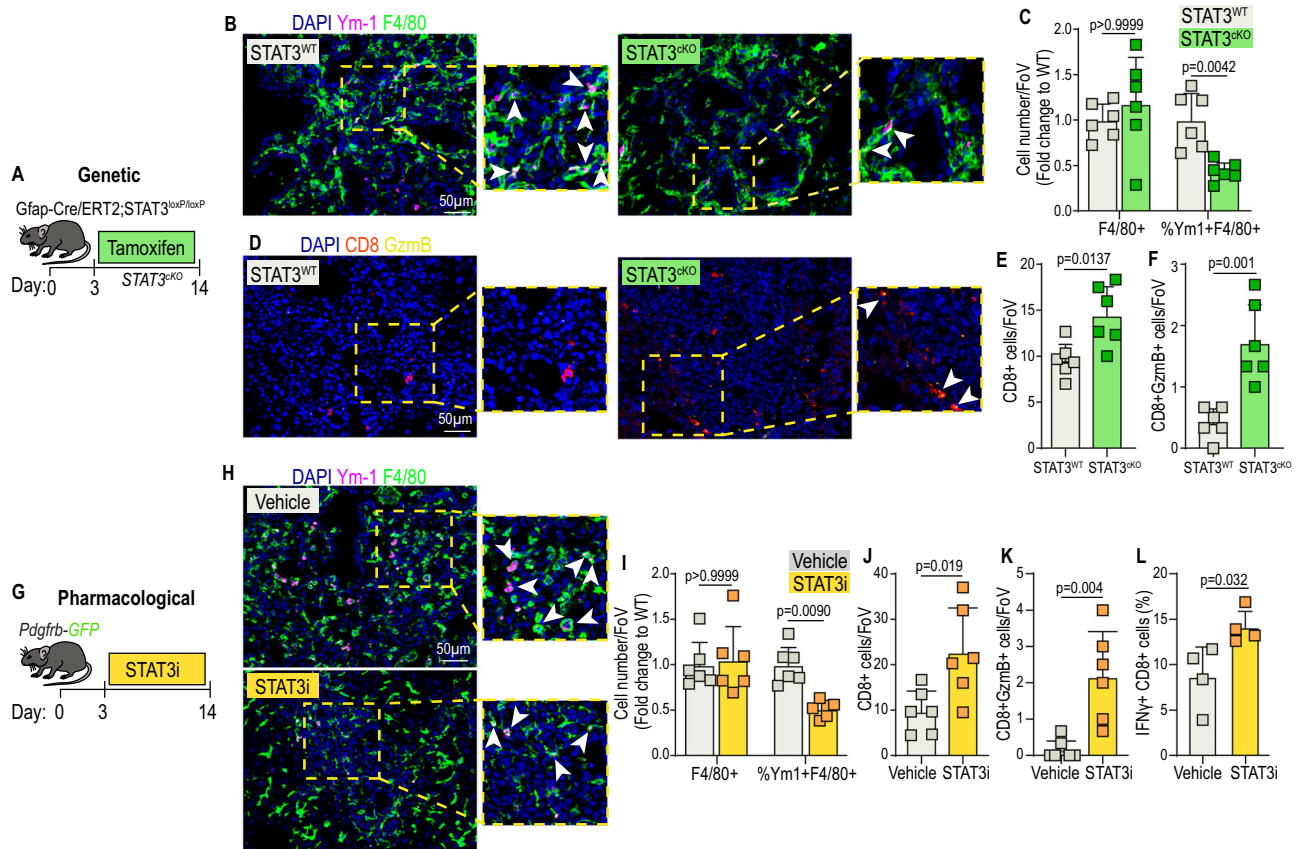 A
Genetic
Gfap-Cre/ERT2;STAT3loxP/loxP
Tamoxifen
STAT3cKO
Day: 0 3 14
B
DAPI Ym-1 F4/80
STAT3WT
50µm
STAT3cKO
C
STAT3WT
STAT3cKO
p>0.9999
p=0.0042
Cell number/FoV
(Fold change to WT)
2.0
1.5
1.0
0.5
0.0
F4/80+ %Ym1+F4/80+
D
DAPI CD8 GzmB
STAT3WT
50µm
STAT3cKO
E
p=0.0137
CD8+ cells/FoV
20
15
10
5
0
STAT3WT STAT3cKO
F
p=0.001
CD8+GzmB+ cells/FoV
4
3
2
1
0
STAT3WT STAT3cKO
G
Pharmacological
Pdgfrb-GFP
STAT3i
Day: 0 3 14
H
DAPI Ym-1 F4/80
Vehicle
50µm
STAT3i
I
Vehicle
STAT3i
p>0.9999
p=0.0090
Cell number/FoV
(Fold change to WT)
2.0
1.5
1.0
0.5
0.0
F4/80+ %Ym1+F4/80+
J
p=0.019
CD8+ cells/FoV
40
30
20
10
0
Vehicle STAT3i
K
p=0.004
CD8+GzmB+ cells/FoV
5
4
3
2
1
0
Vehicle STAT3i
L
p=0.032
IFNγ+ CD8+ cells (%)
20
15
10
5
0
Vehicle STAT3i